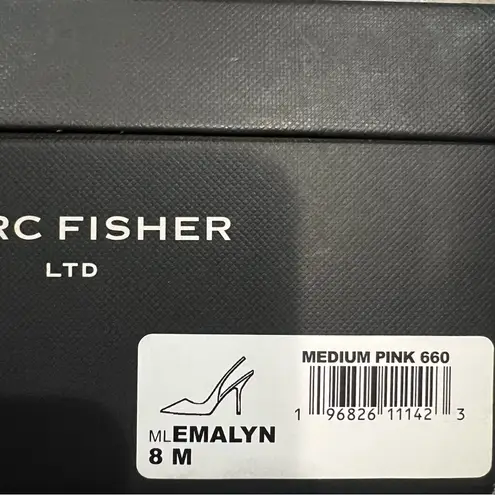 RC FISHER
LTD
MEDIUM PINK 660
1 96826 11142 3
MLEMALYN
8 M